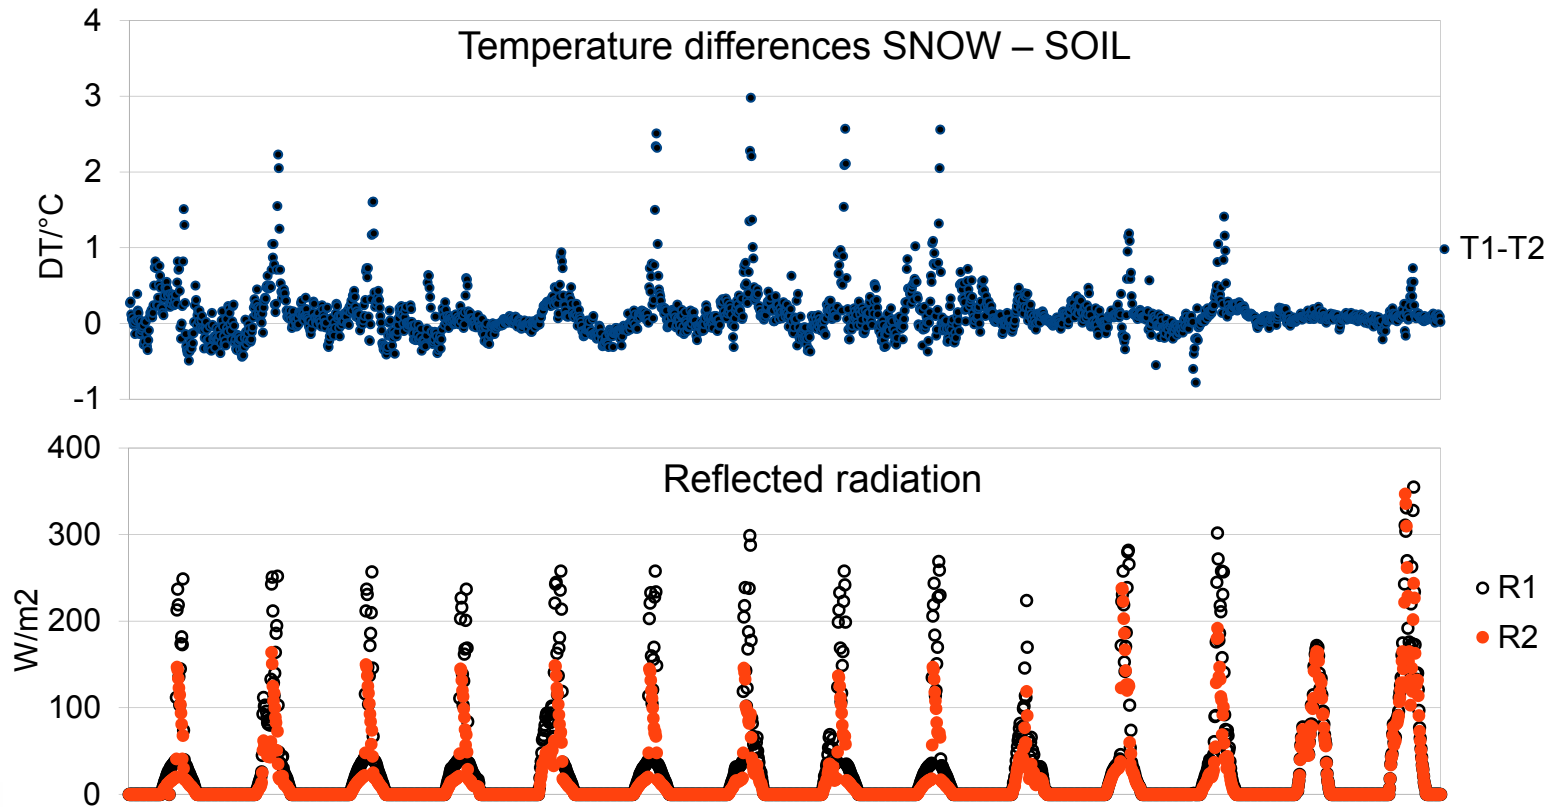 Temperature differences SNOW – SOIL
4
3
2
1
0
-1
DT/°C
T1-T2
Reflected radiation
400
300
200
100
0
W/m2
R1
R2